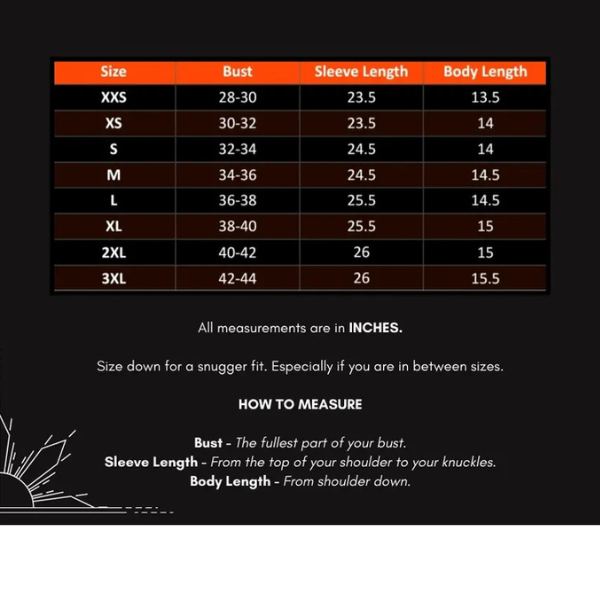 Size Bust Sleeve Length Body Length
XXS 28-30 23.5 13.5
XS 30-32 23.5 14
S 32-34 24.5 14
M 34-36 24.5 14.5
L 36-38 25.5 14.5
XL 38-40 25.5 15
2XL 40-42 26 15
3XL 42-44 26 15.5
All measurements are in INCHES.
Size down for a snugger fit. Especially if you are in between sizes.
HOW TO MEASURE
Bust - The fullest part of your bust.
Sleeve Length - From the top of your shoulder to your knuckles.
Body Length - From shoulder down.